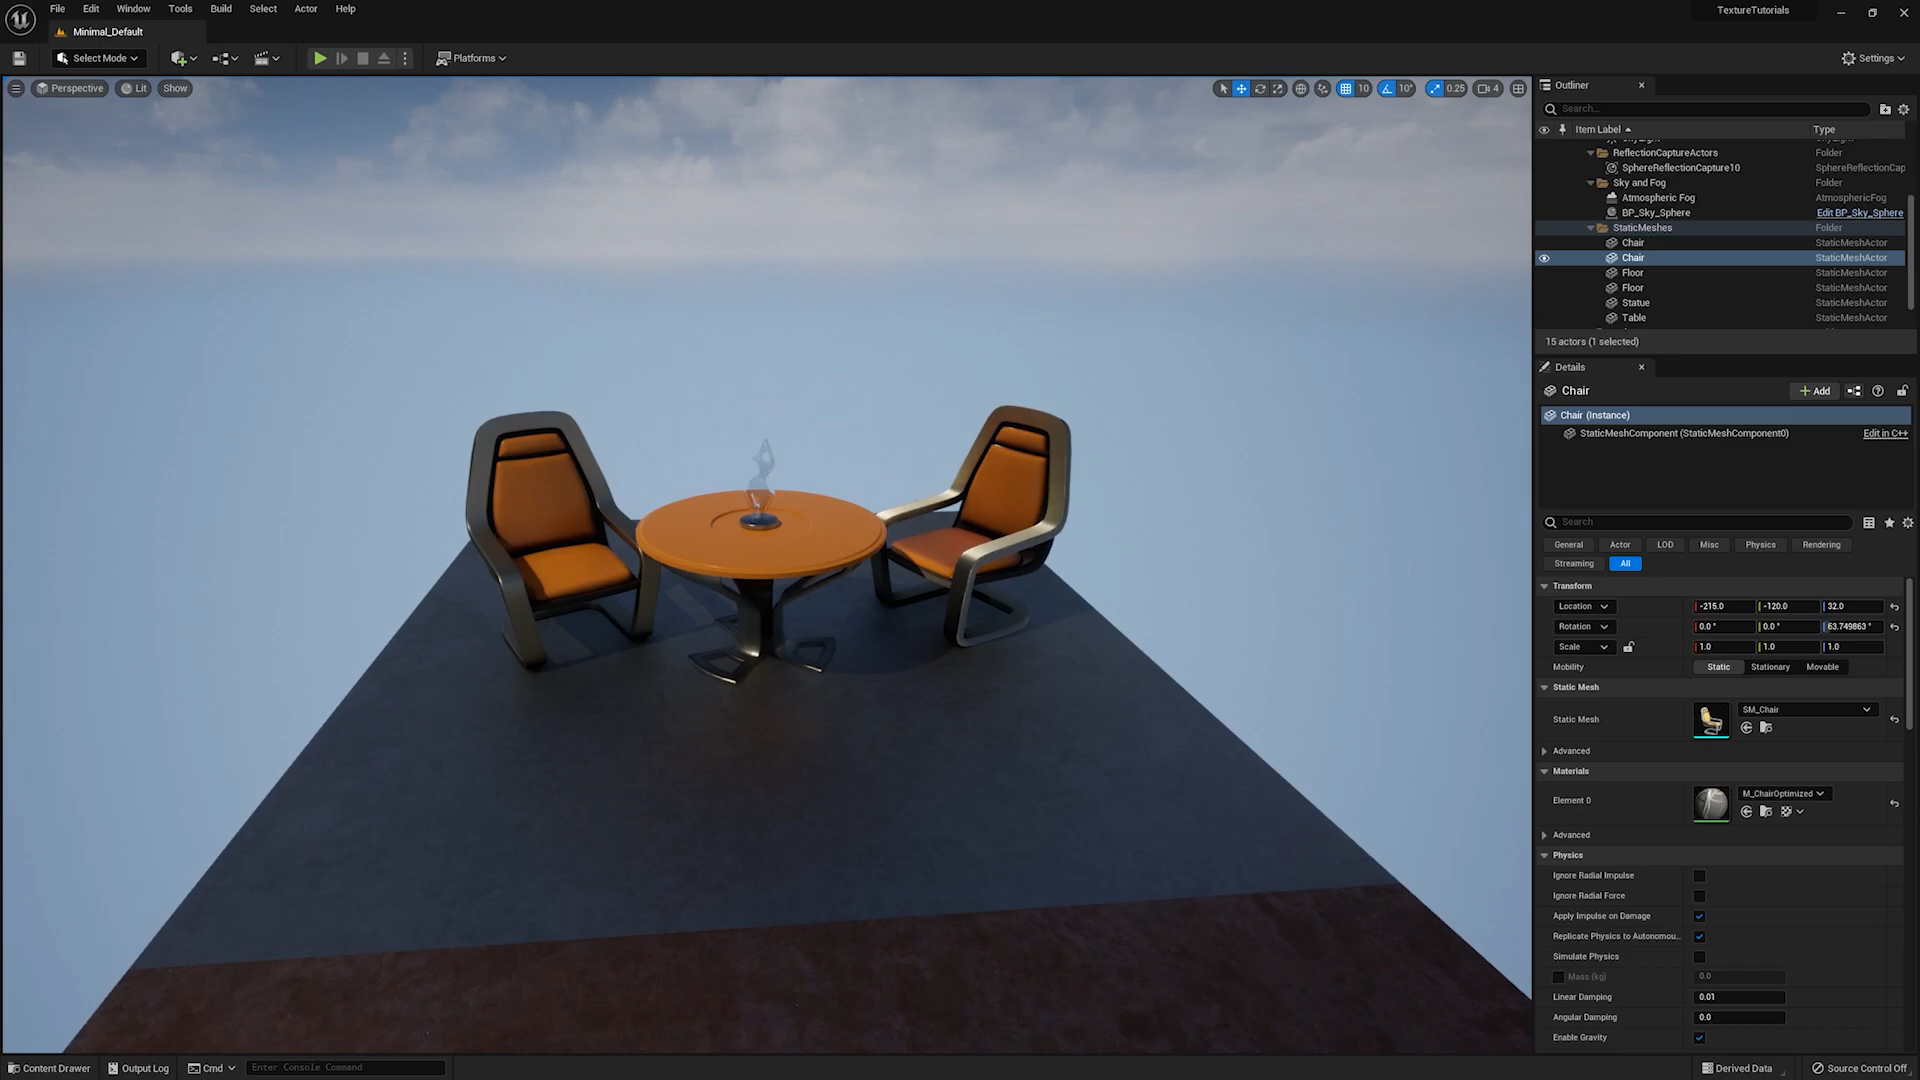 File Edit Window Tools Build Select Actor Help
TextureTutorials
Minimal_Default
Select Mode
Platforms
Settings
Perspective Lit Show
10 10° 0.25 4
Outliner
Search...
Item Label Type
ReflectionCaptureActors Folder
SphereReflectionCapture10 SphereReflectionCap
Sky and Fog Folder
Atmospheric Fog AtmosphericFog
BP_Sky_Sphere Edit BP_Sky_Sphere
StaticMeshes Folder
Chair StaticMeshActor
Chair StaticMeshActor
Floor StaticMeshActor
Floor StaticMeshActor
Statue StaticMeshActor
Table StaticMeshActor
15 actors (1 selected)
Details
Chair
Add
Chair (Instance)
StaticMeshComponent (StaticMeshComponent0) Edit in C++
Search
General Actor LOD Misc Physics Rendering
Streaming All
Transform
Location -215.0 -120.0 32.0
Rotation 0.0 ° 0.0 ° 63.749863 °
Scale 1.0 1.0 1.0
Mobility Static Stationary Movable
Static Mesh
Static Mesh SM_Chair
Advanced
Materials
Element 0 M_ChairOptimized
Advanced
Physics
Ignore Radial Impulse
Ignore Radial Force
Apply Impulse on Damage
Replicate Physics to Autonomou...
Simulate Physics
Mass (kg) 0.0
Linear Damping 0.01
Angular Damping 0.0
Enable Gravity
Content Drawer Output Log Cmd Enter Console Command
Derived Data Source Control Off